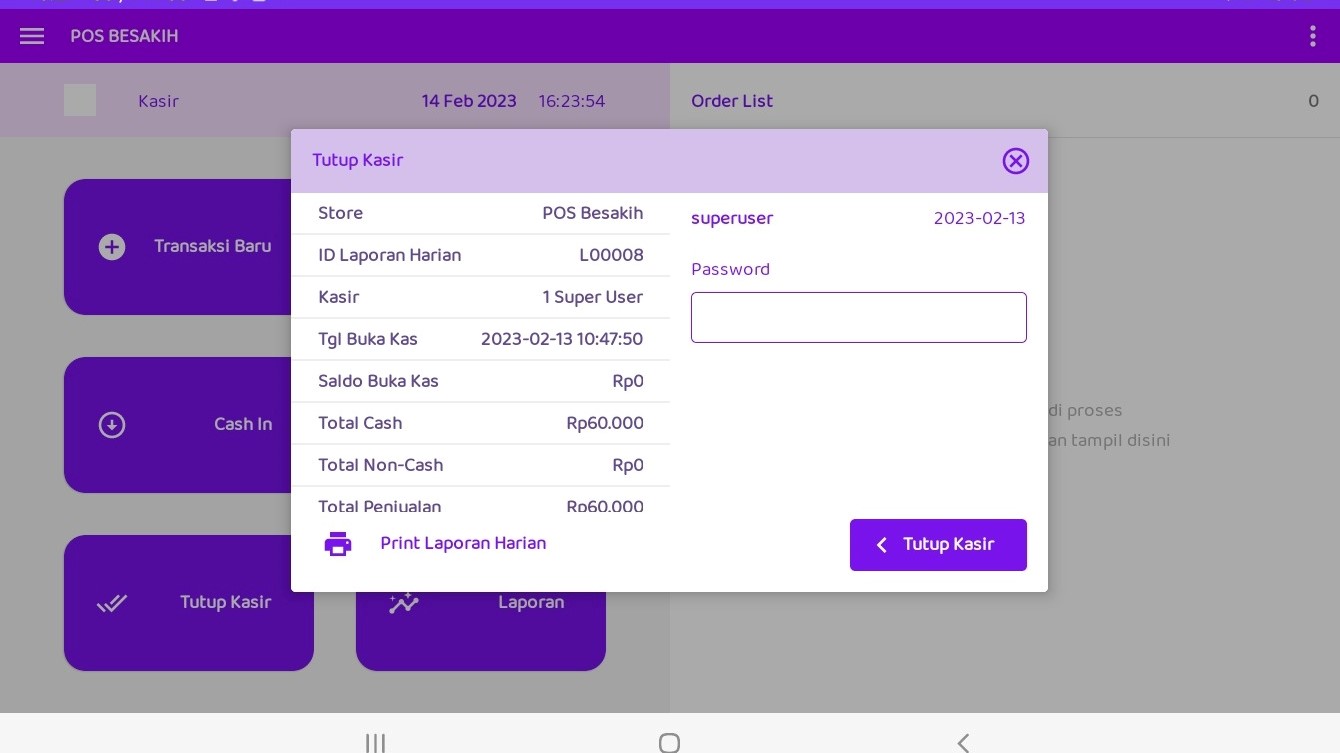 POS BESAKIH
Kasir 14 Feb 2023 16:23:54
Order List 0
Tutup Kasir
Store POS Besakih
ID Laporan Harian L00008
Kasir 1 Super User
Tgl Buka Kas 2023-02-13 10:47:50
Saldo Buka Kas Rp0
Total Cash Rp60.000
Total Non-Cash Rp0
Total Penjualan Rp60.000
Print Laporan Harian
superuser 2023-02-13
Password
Tutup Kasir
Transaksi Baru
Cash In
Tutup Kasir
Laporan
di proses
an tampil disini